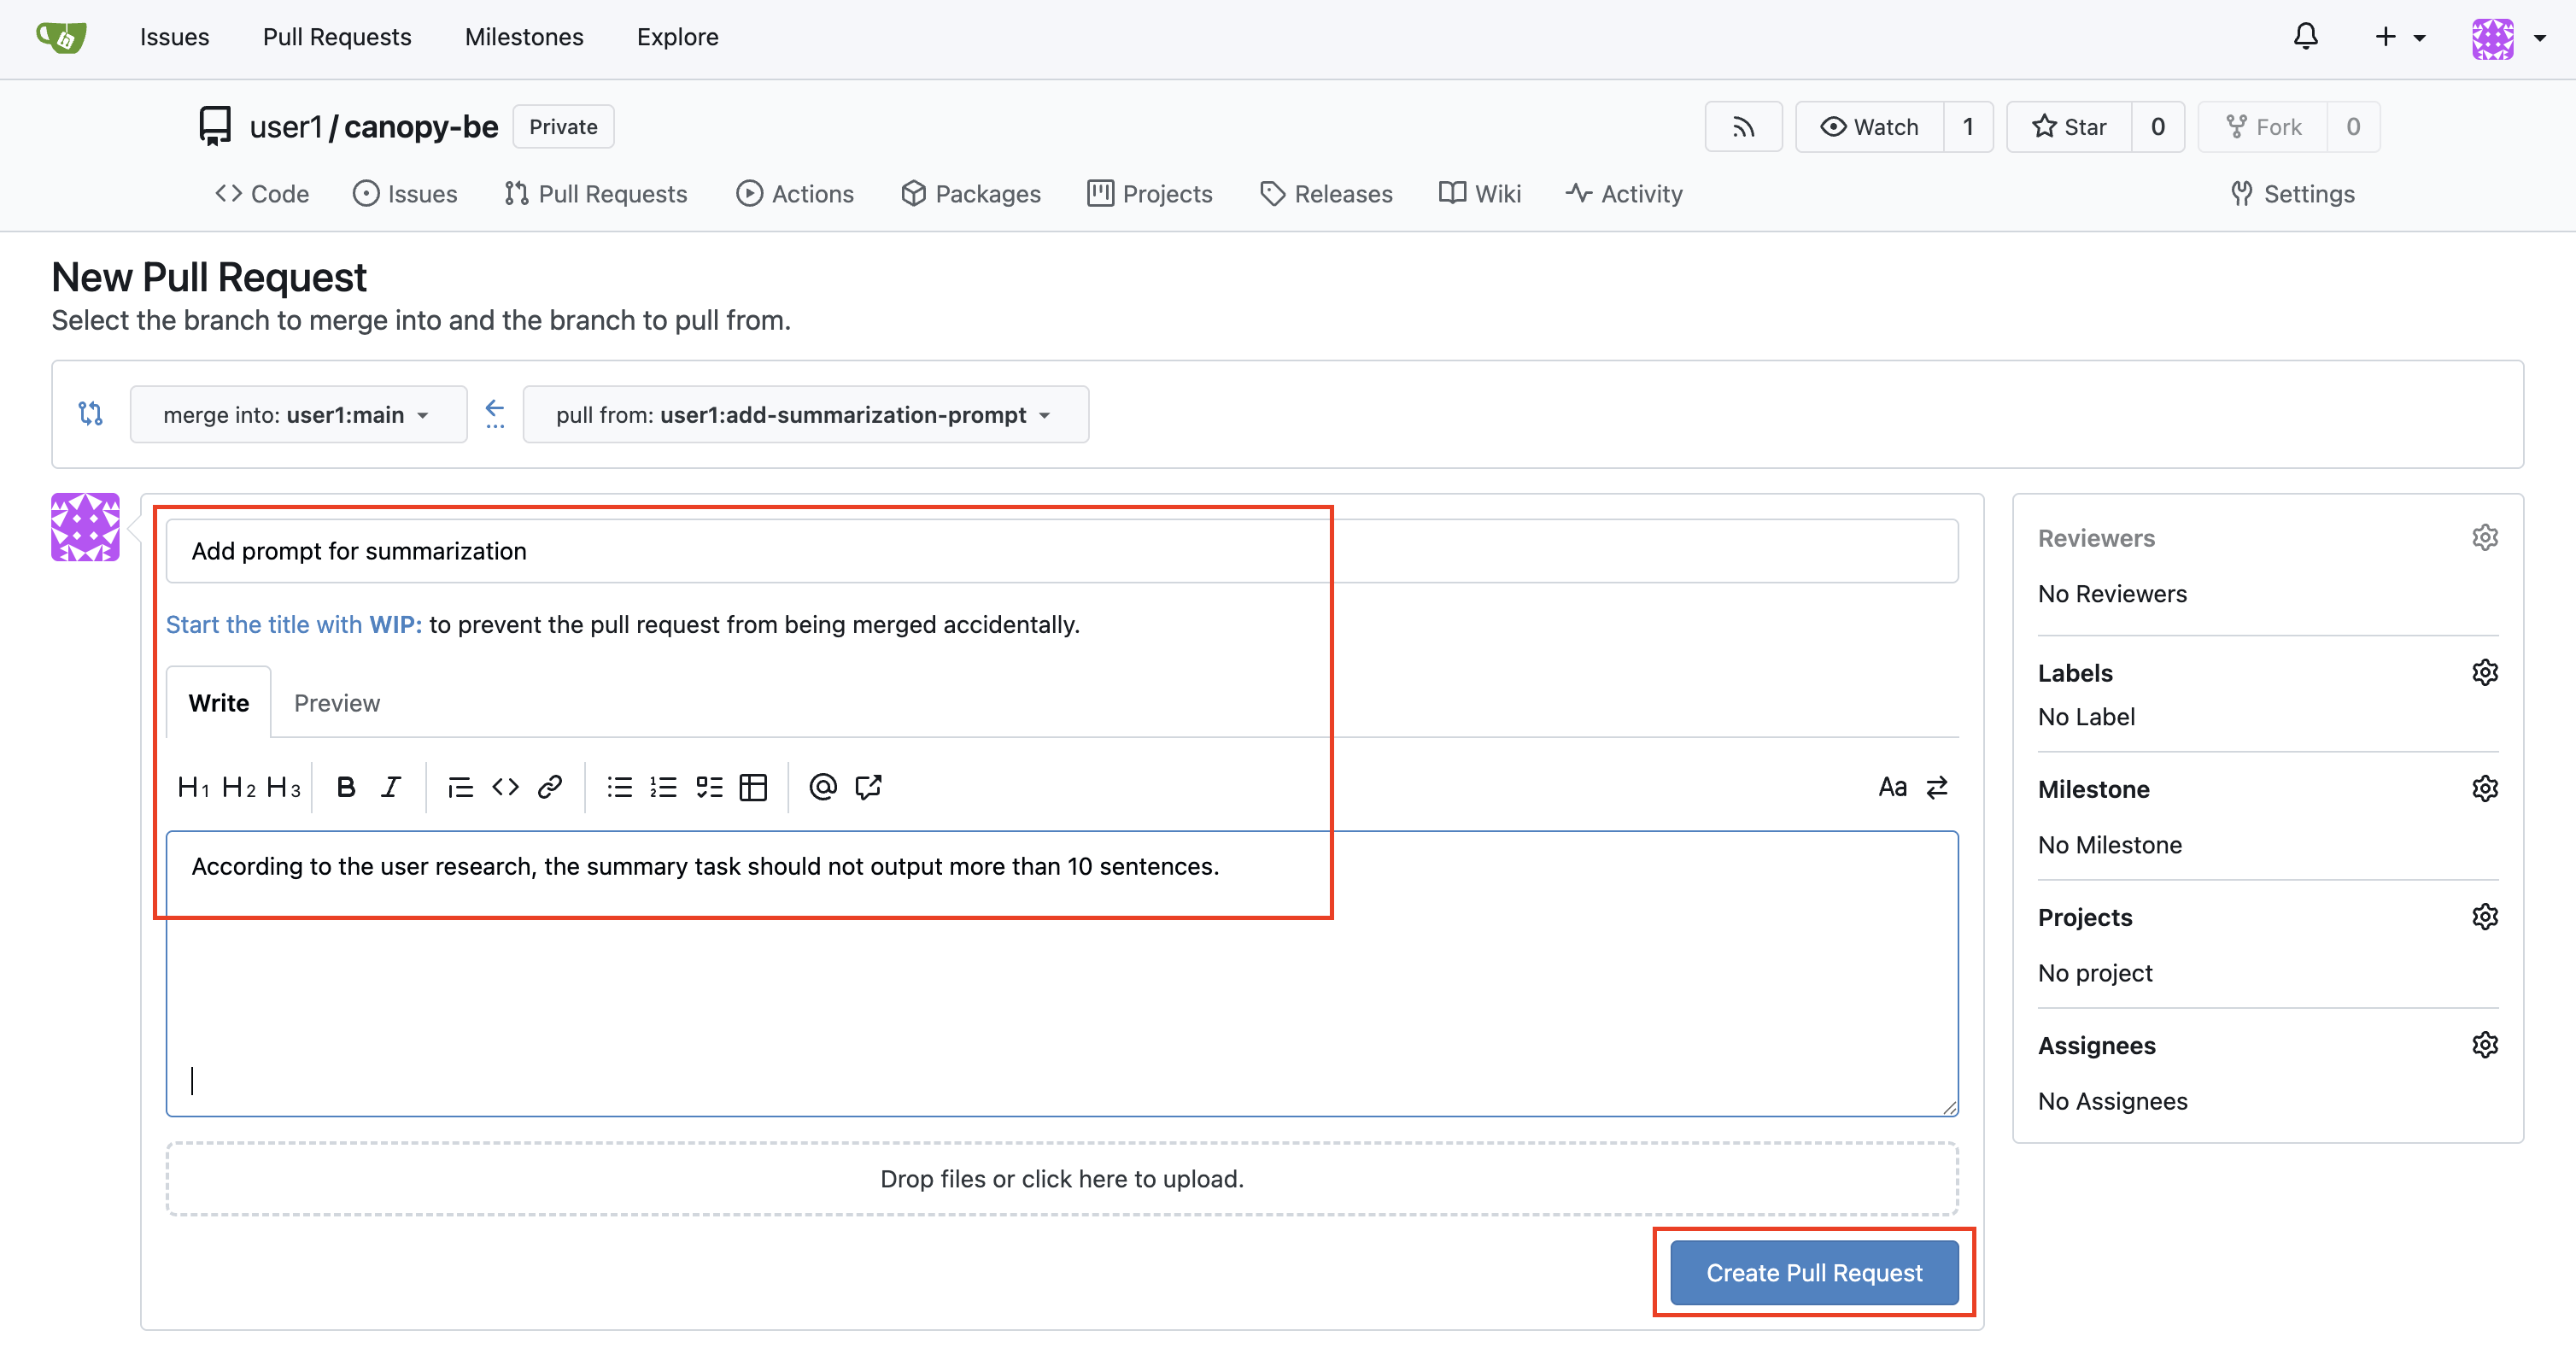 Issues Pull Requests Milestones Explore
user1/canopy-be Private
Watch 1 Star 0 Fork 0
Code Issues Pull Requests Actions Packages Projects Releases Wiki Activity Settings
New Pull Request
Select the branch to merge into and the branch to pull from.
merge into: user1:main pull from: user1:add-summarization-prompt
Add prompt for summarization
Start the title with WIP: to prevent the pull request from being merged accidentally.
Write Preview
H1 H2 H3 B I Aa
According to the user research, the summary task should not output more than 10 sentences.
Drop files or click here to upload.
Create Pull Request
Reviewers
No Reviewers
Labels
No Label
Milestone
No Milestone
Projects
No project
Assignees
No Assignees